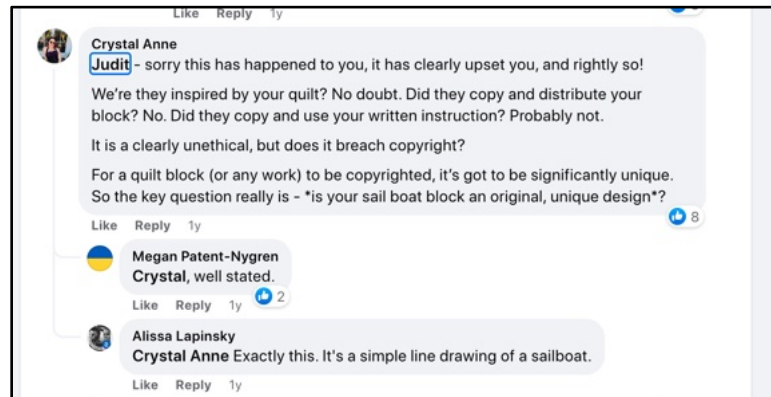 Like Reply 1y
Crystal Anne
Judit - sorry this has happened to you, it has clearly upset you, and rightly so!
We're they inspired by your quilt? No doubt. Did they copy and distribute your
block? No. Did they copy and use your written instruction? Probably not.
It is a clearly unethical, but does it breach copyright?
For a quilt block (or any work) to be copyrighted, it's got to be significantly unique.
So the key question really is - *is your sail boat block an original, unique design*?
Like Reply 1y 8
Megan Patent-Nygren
Crystal, well stated.
Like Reply 1y 2
Alissa Lapinsky
Crystal Anne Exactly this. It's a simple line drawing of a sailboat.
Like Reply 1y